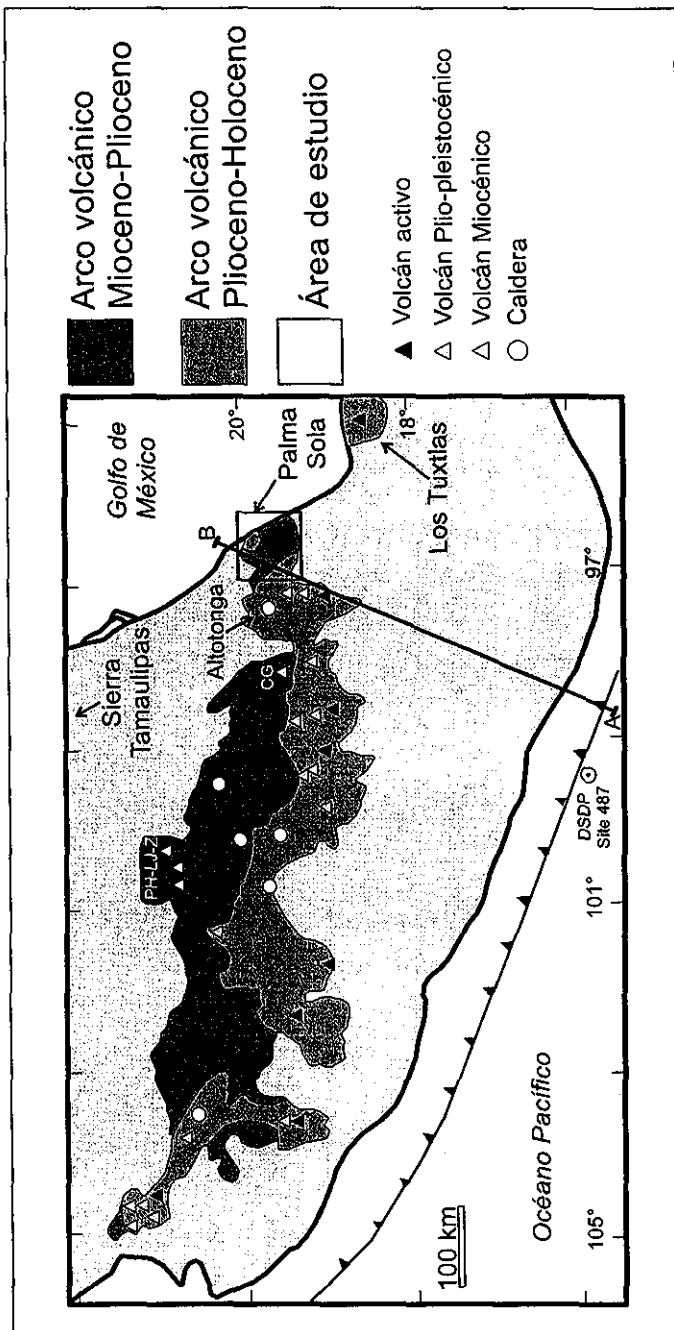 Golfo de
México
Sierra
Tamaulipas
20°
B
Palma
Sola
Altotonga
CG
PH-LJ-Z
18°
Los Tuxtlas
97°
A
DSDP
Site 487
101°
105°
Océano Pacífico
100 km
Arco volcánico
Mioceno-Plioceno
Arco volcánico
Plioceno-Holoceno
Área de estudio
Volcán activo
Volcán Plio-pleistocénico
Volcán Miocénico
Caldera